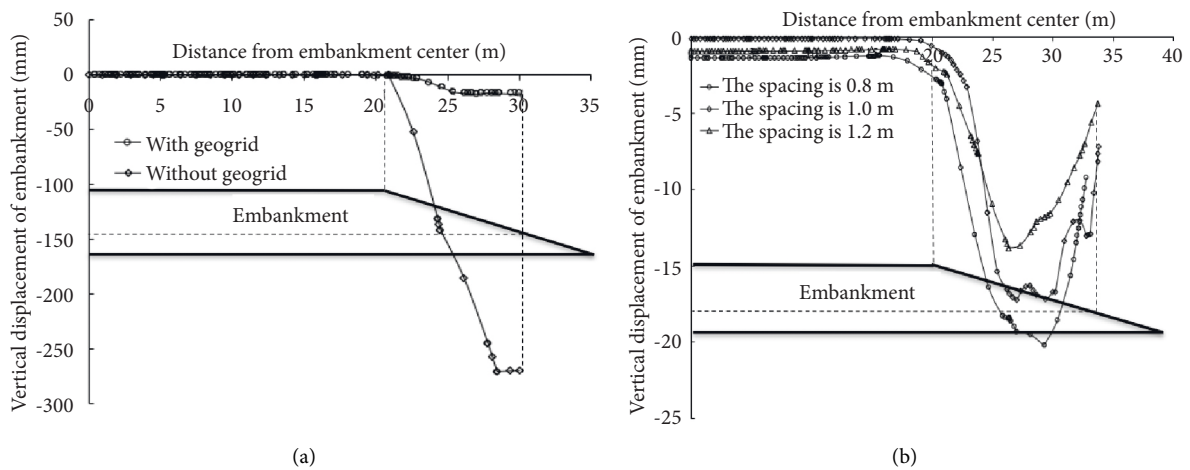 50
0
-50
-100
-150
-200
-250
-300
Vertical displacement of embankment (mm)
Distance from embankment center (m)
0 5 10 15 20 25 30 35
With geogrid
Without geogrid
Embankment
(a)
0
-5
-10
-15
-20
-25
Vertical displacement of embankment (mm)
Distance from embankment center (m)
20 25 30 35 40
The spacing is 0.8 m
The spacing is 1.0 m
The spacing is 1.2 m
Embankment
(b)